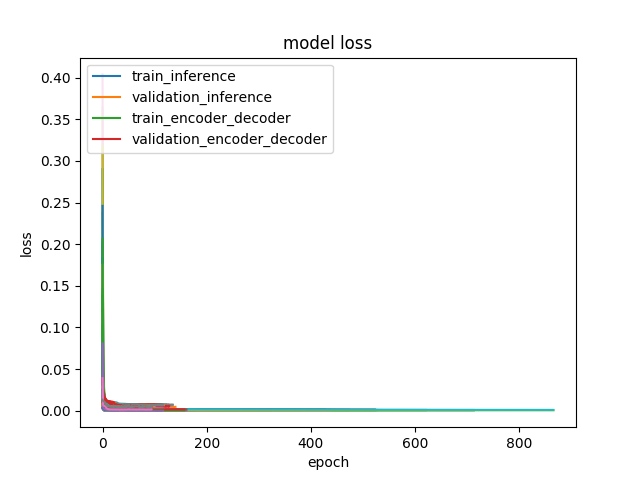 model loss
train_inference
validation_inference
train_encoder_decoder
validation_encoder_decoder
loss
0.40
0.35
0.30
0.25
0.20
0.15
0.10
0.05
0.00
0 200 400 600 800
epoch